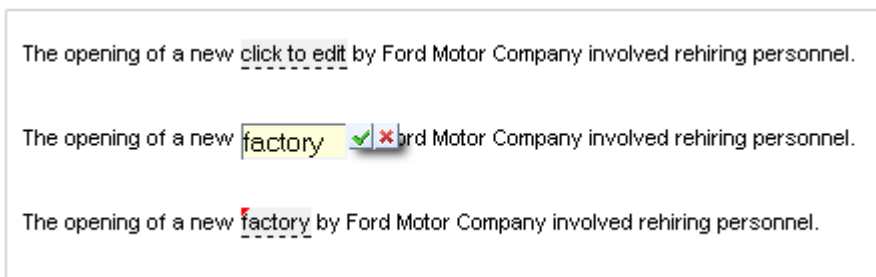 The opening of a new click to edit by Ford Motor Company involved rehiring personnel.
The opening of a new factory ord Motor Company involved rehiring personnel.
The opening of a new factory by Ford Motor Company involved rehiring personnel.